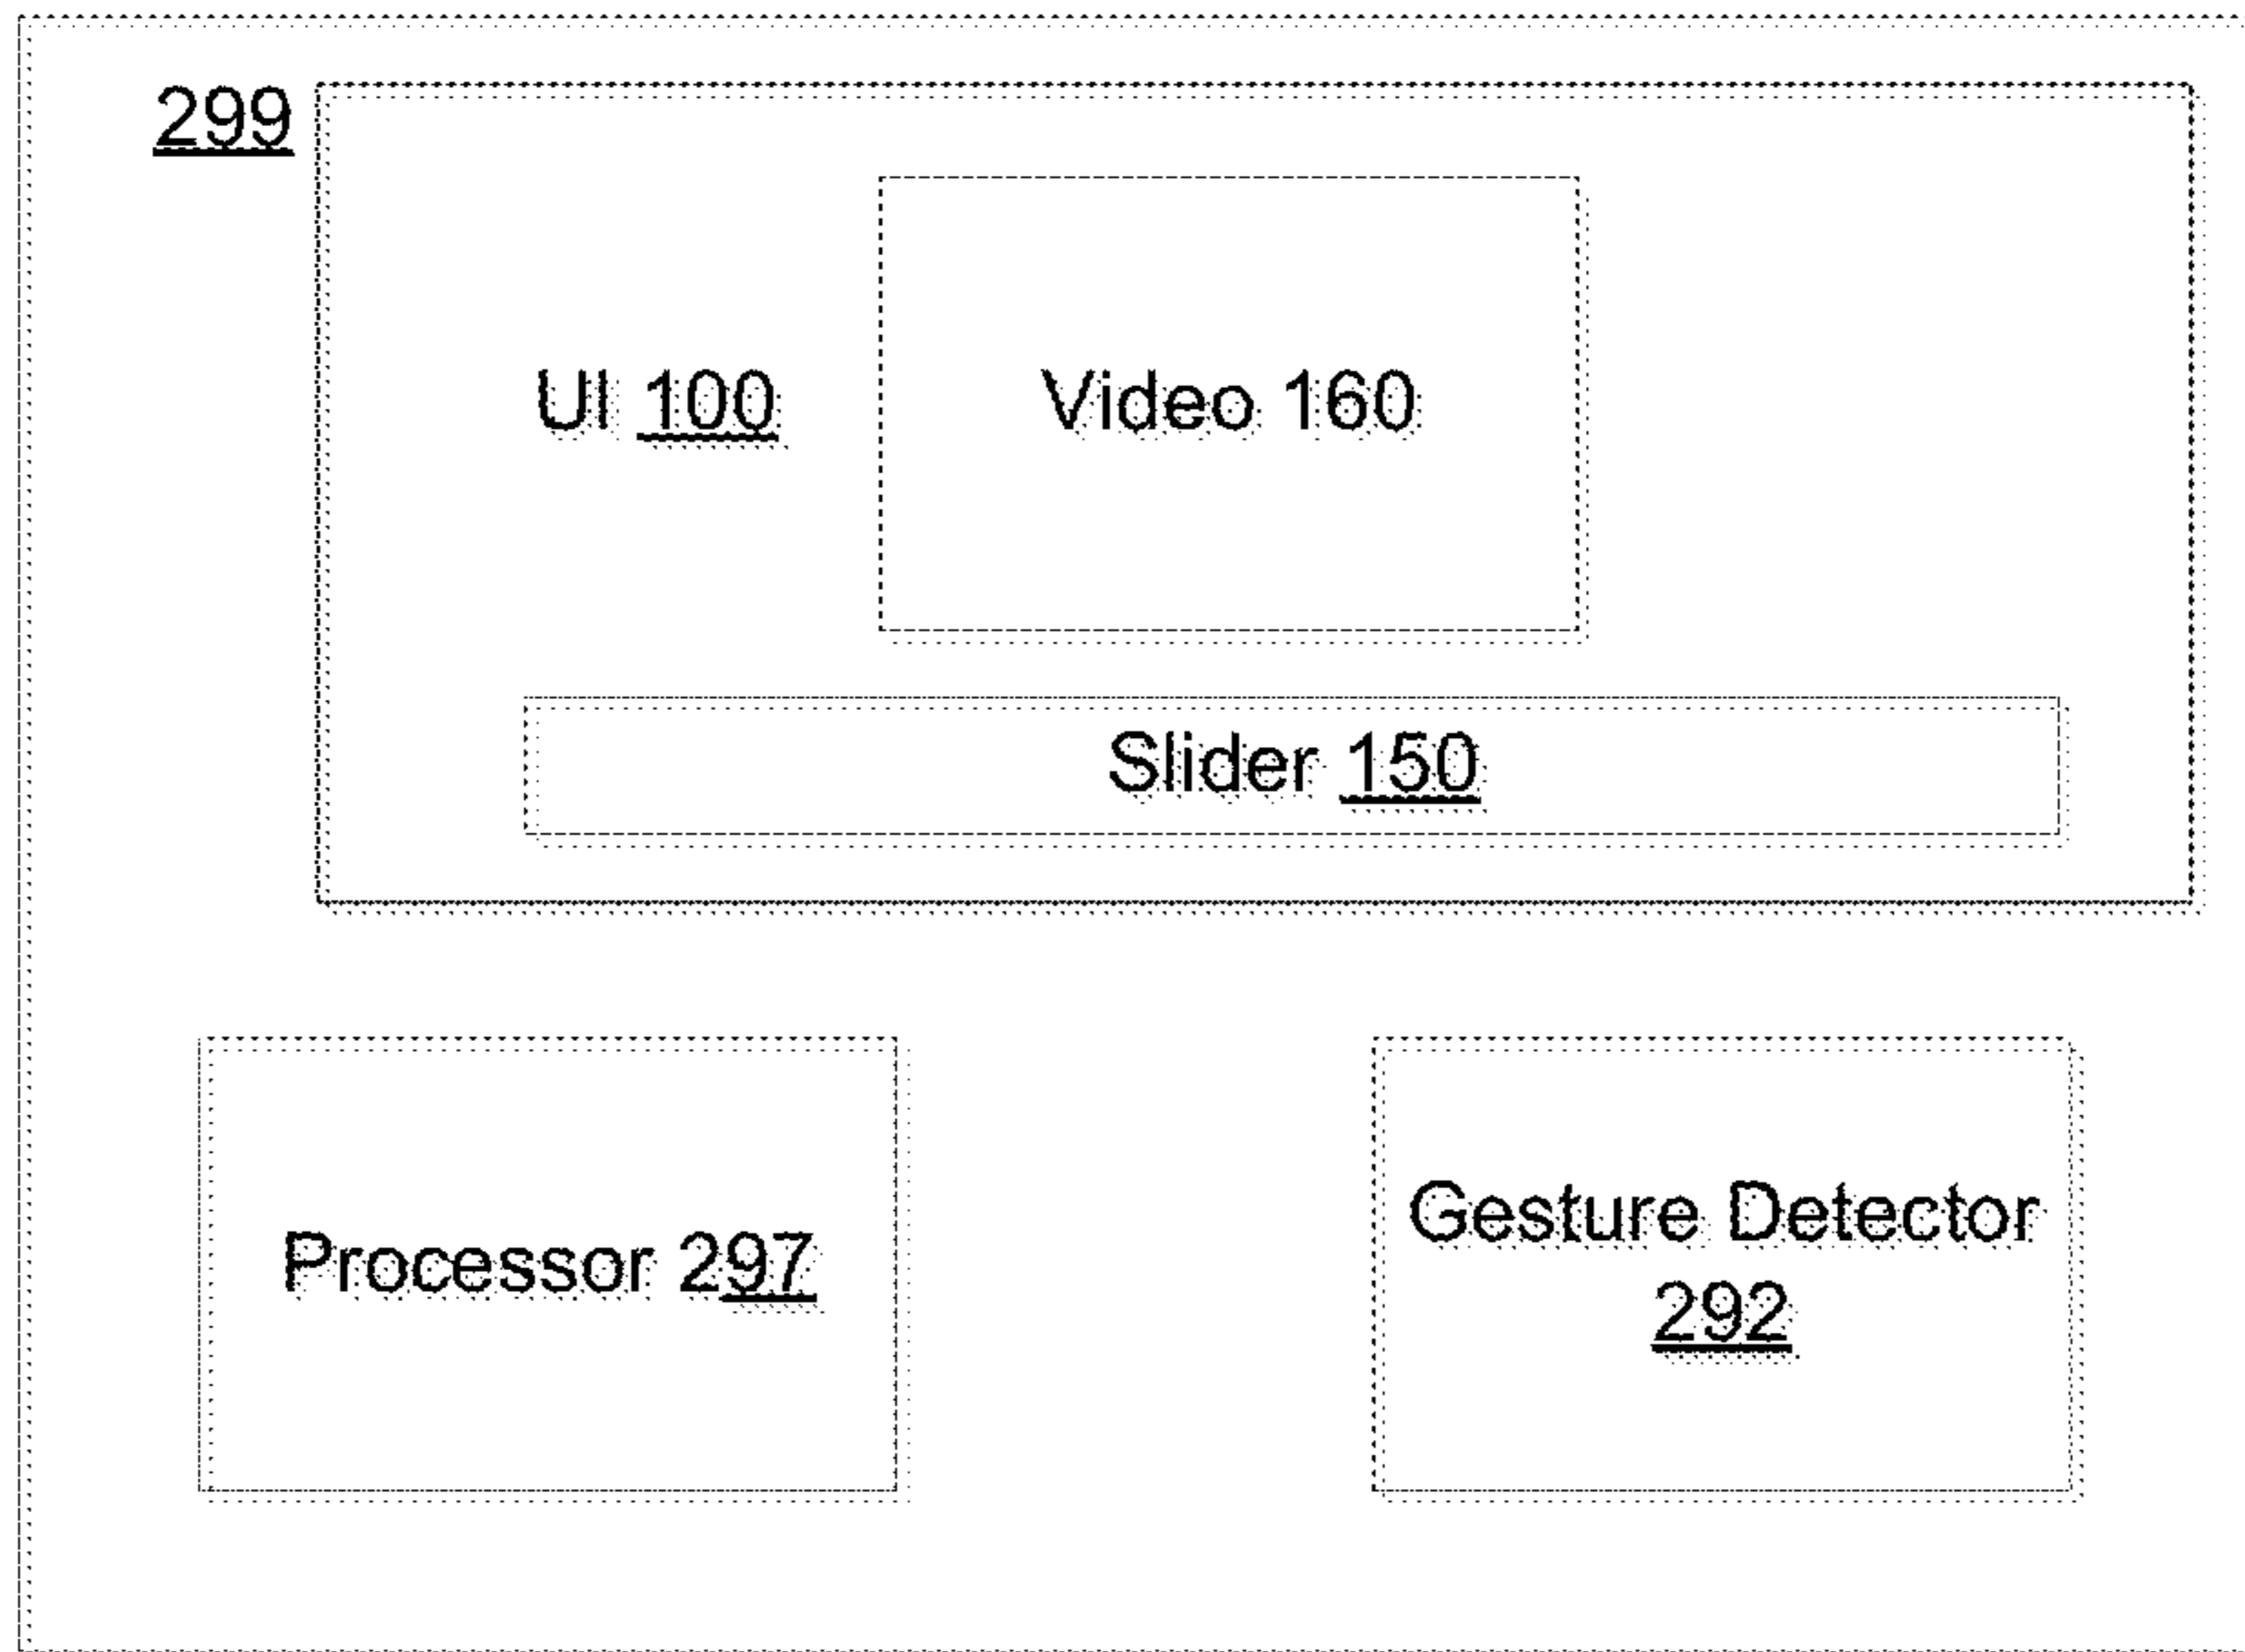 299
UI 100
Video 160
Slider 150
Processor 297
Gesture Detector
292